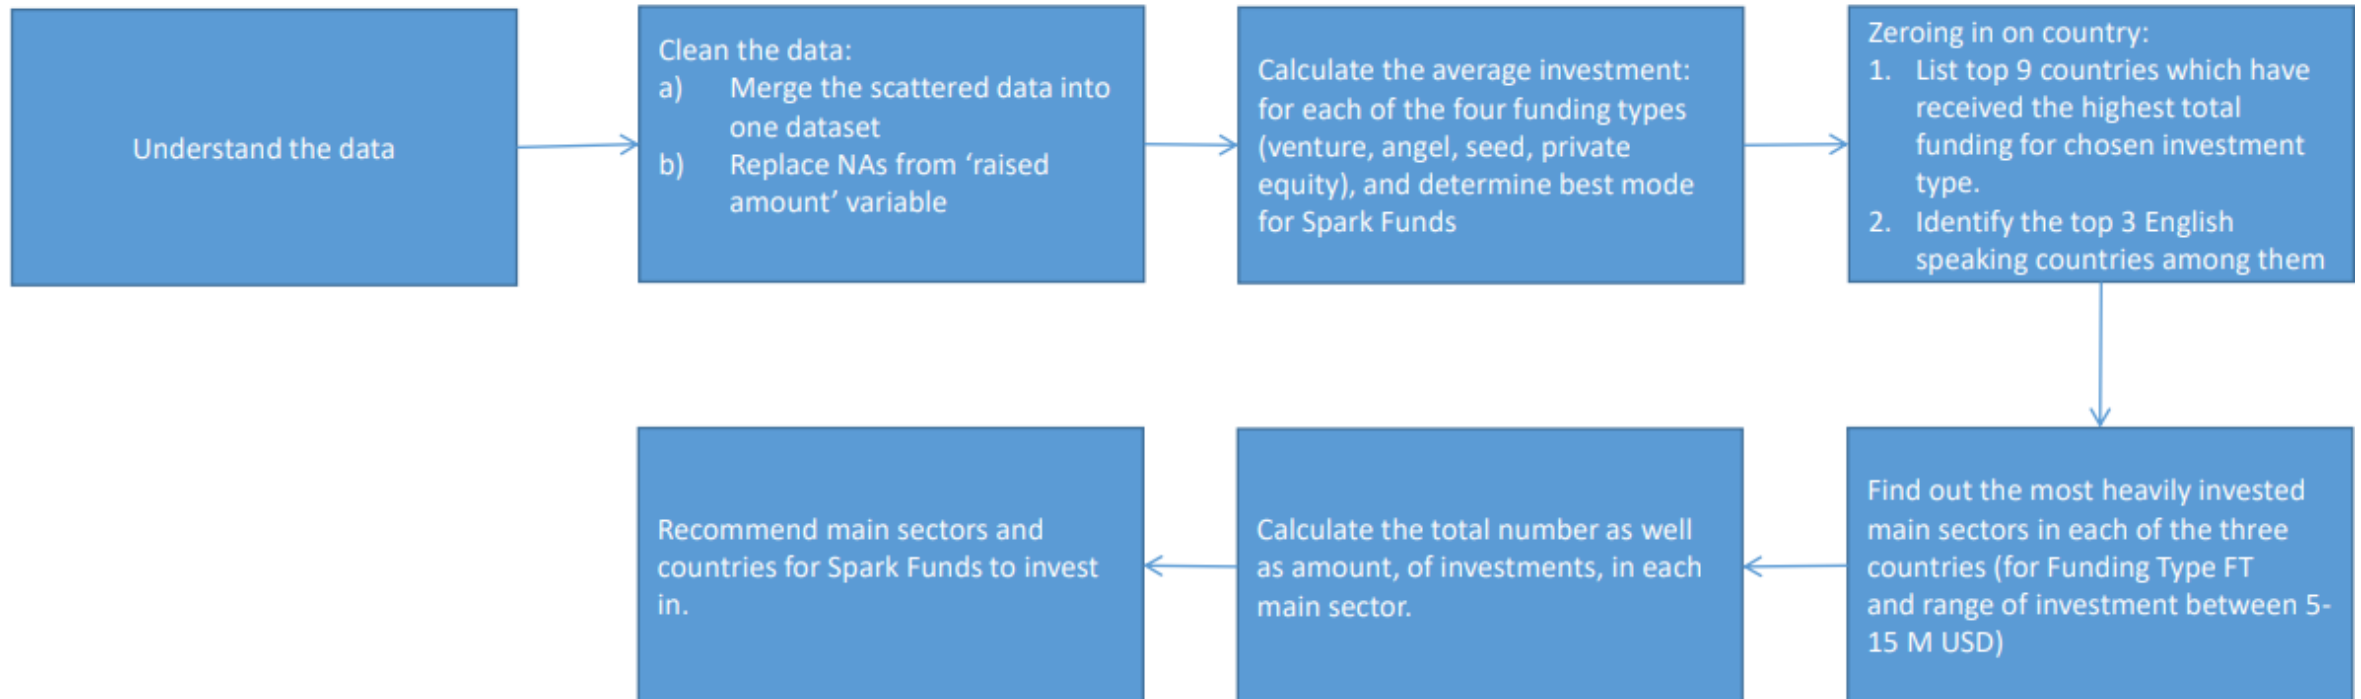 Understand the data
Clean the data:
a) Merge the scattered data into
one dataset
b) Replace NAs from ‘raised
amount’ variable
Calculate the average investment:
for each of the four funding types
(venture, angel, seed, private
equity), and determine best mode
for Spark Funds
Zeroing in on country:
1. List top 9 countries which have
received the highest total
funding for chosen investment
type.
2. Identify the top 3 English
speaking countries among them
Find out the most heavily invested
main sectors in each of the three
countries (for Funding Type FT
and range of investment between 5-
15 M USD)
Calculate the total number as well
as amount, of investments, in each
main sector.
Recommend main sectors and
countries for Spark Funds to invest
in.